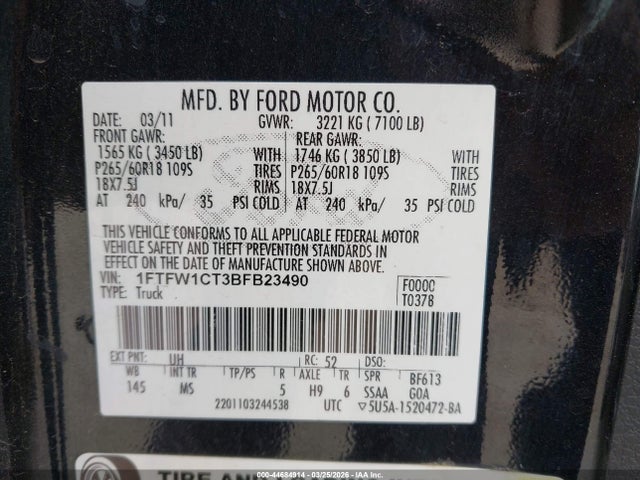 MFD. BY FORD MOTOR CO.
DATE: 03/11 GVWR: 3221 KG ( 7100 LB)
FRONT GAWR: REAR GAWR:
1565 KG ( 3450 LB) WITH 1746 KG ( 3850 LB) WITH
P265/60R18 109S TIRES P265/60R18 109S TIRES
18X7.5J RIMS 18X7.5J RIMS
AT 240 kPa/ 35 PSI COLD AT 240 kPa/ 35 PSI COLD
THIS VEHICLE CONFORMS TO ALL APPLICABLE FEDERAL MOTOR
VEHICLE SAFETY AND THEFT PREVENTION STANDARDS IN
EFFECT ON THE DATE OF MANUFACTURE SHOWN ABOVE.
VIN: 1FTFW1CT3BFB23490 F0000
TYPE: Truck T0378
EXT PNT: UH RC: 52 DSO:
WB INT TR TP/PS R AXLE TR SPR BF613
145 MS 5 H9 6 SSAA GOA
2201103244538 UTC ▽5U5A-1520472-BA
TIRE AND
000-44684914 | 03/25/2026 - IAAI